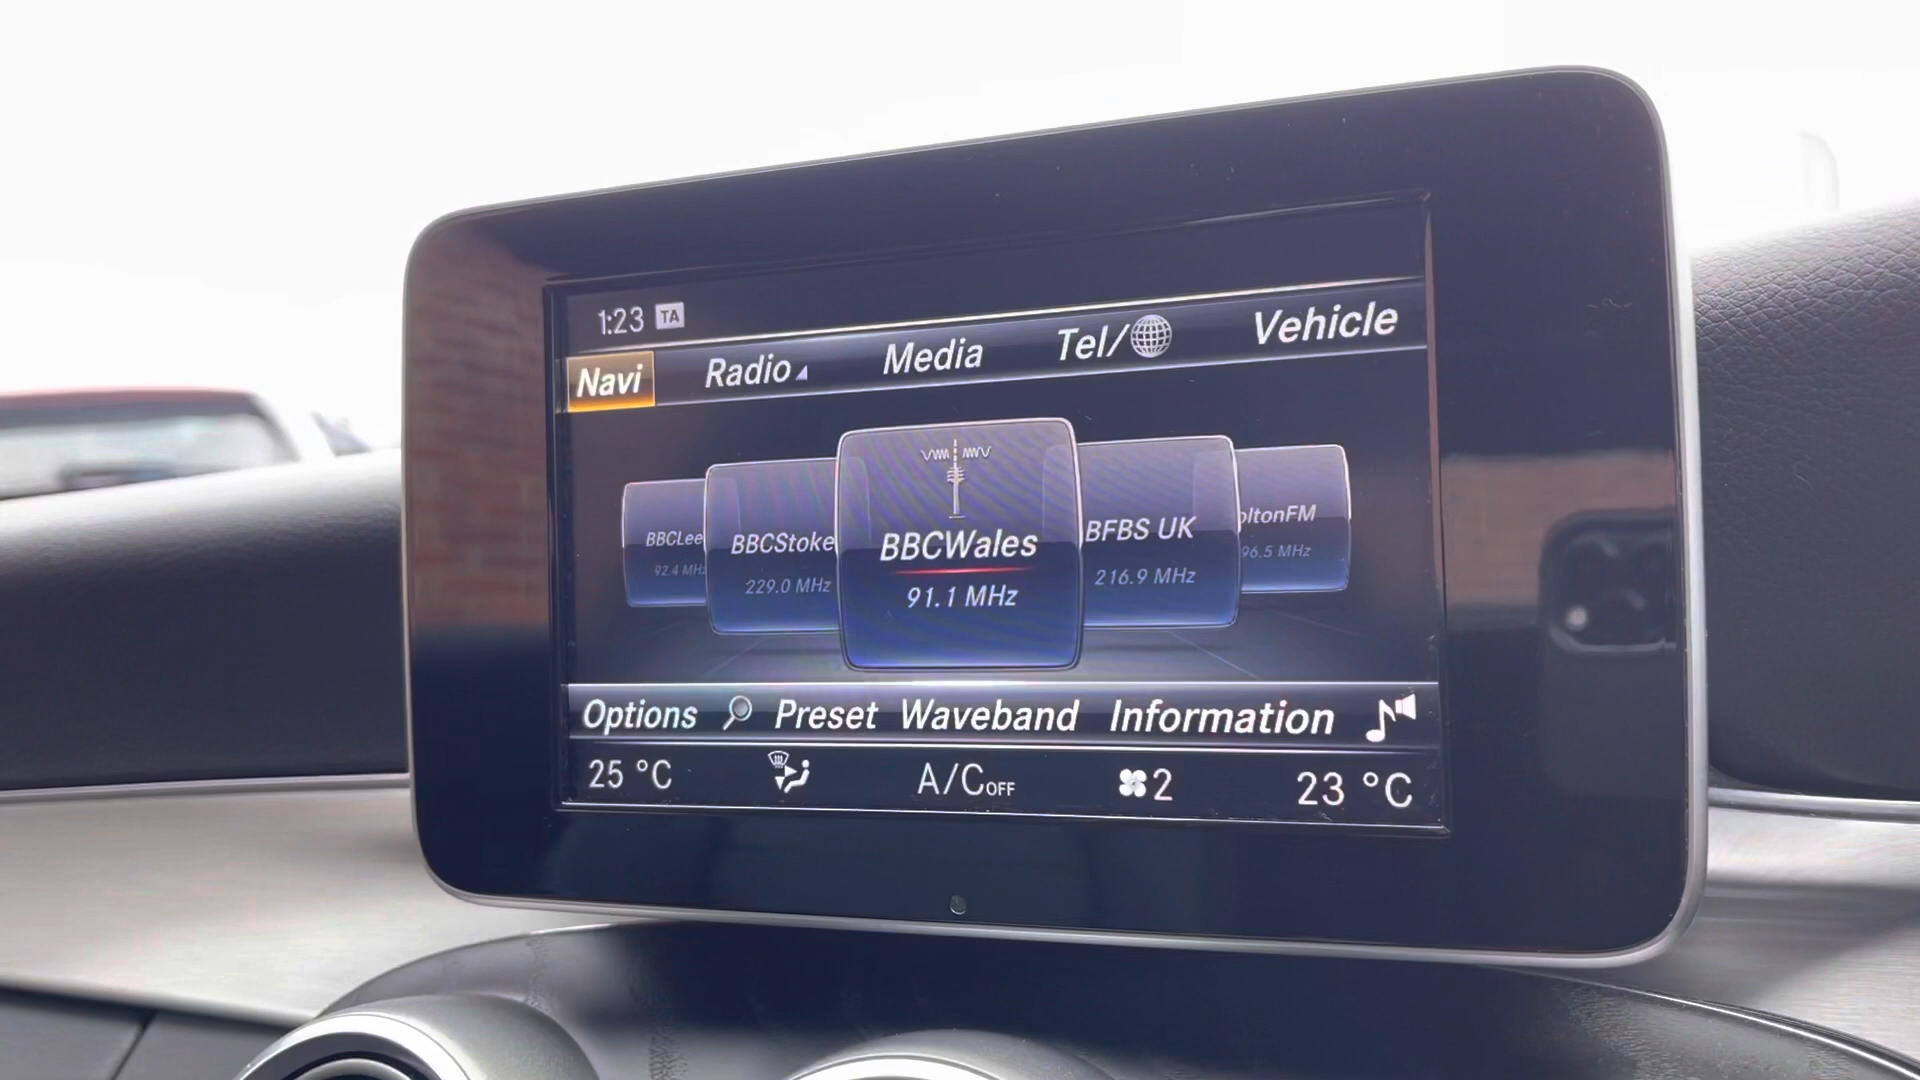 1:23 TA
Navi Radio Media Tel/ Vehicle
BBCLee BBCStoke BBCWales BFBS UK oltonFM
92.4 MHz 229.0 MHz 91.1 MHz 216.9 MHz 96.5 MHz
Options Preset Waveband Information
25 °C A/C OFF 2 23 °C